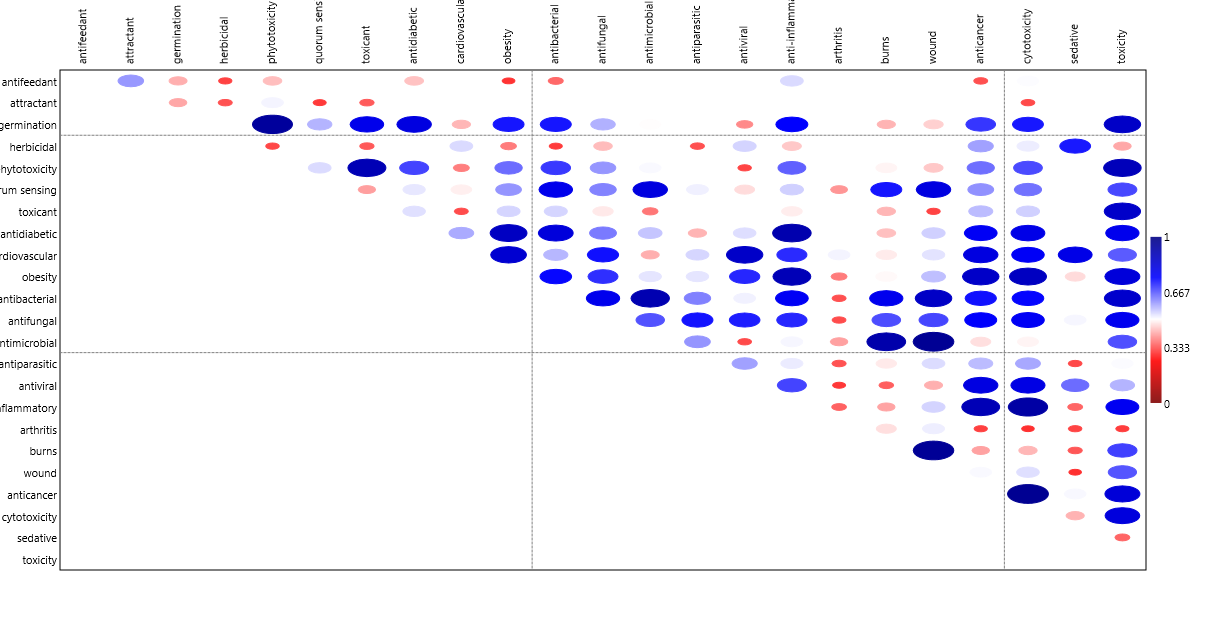 antifeedant
attractant
germination
herbicidal
phytotoxicity
quorum sens
toxicant
antidiabetic
cardiovascula
obesity
antibacterial
antifungal
antimicrobial
antiparasitic
antiviral
anti-inflamma
arthritis
burns
wound
anticancer
cytotoxicity
sedative
toxicity
antifeedant
attractant
germination
herbicidal
hytotoxicity
rum sensing
toxicant
antidiabetic
rdiovascular
obesity
antibacterial
antifungal
ntimicrobial
antiparasitic
antiviral
nflammatory
arthritis
burns
wound
anticancer
cytotoxicity
sedative
toxicity
1
0.667
0.333
0